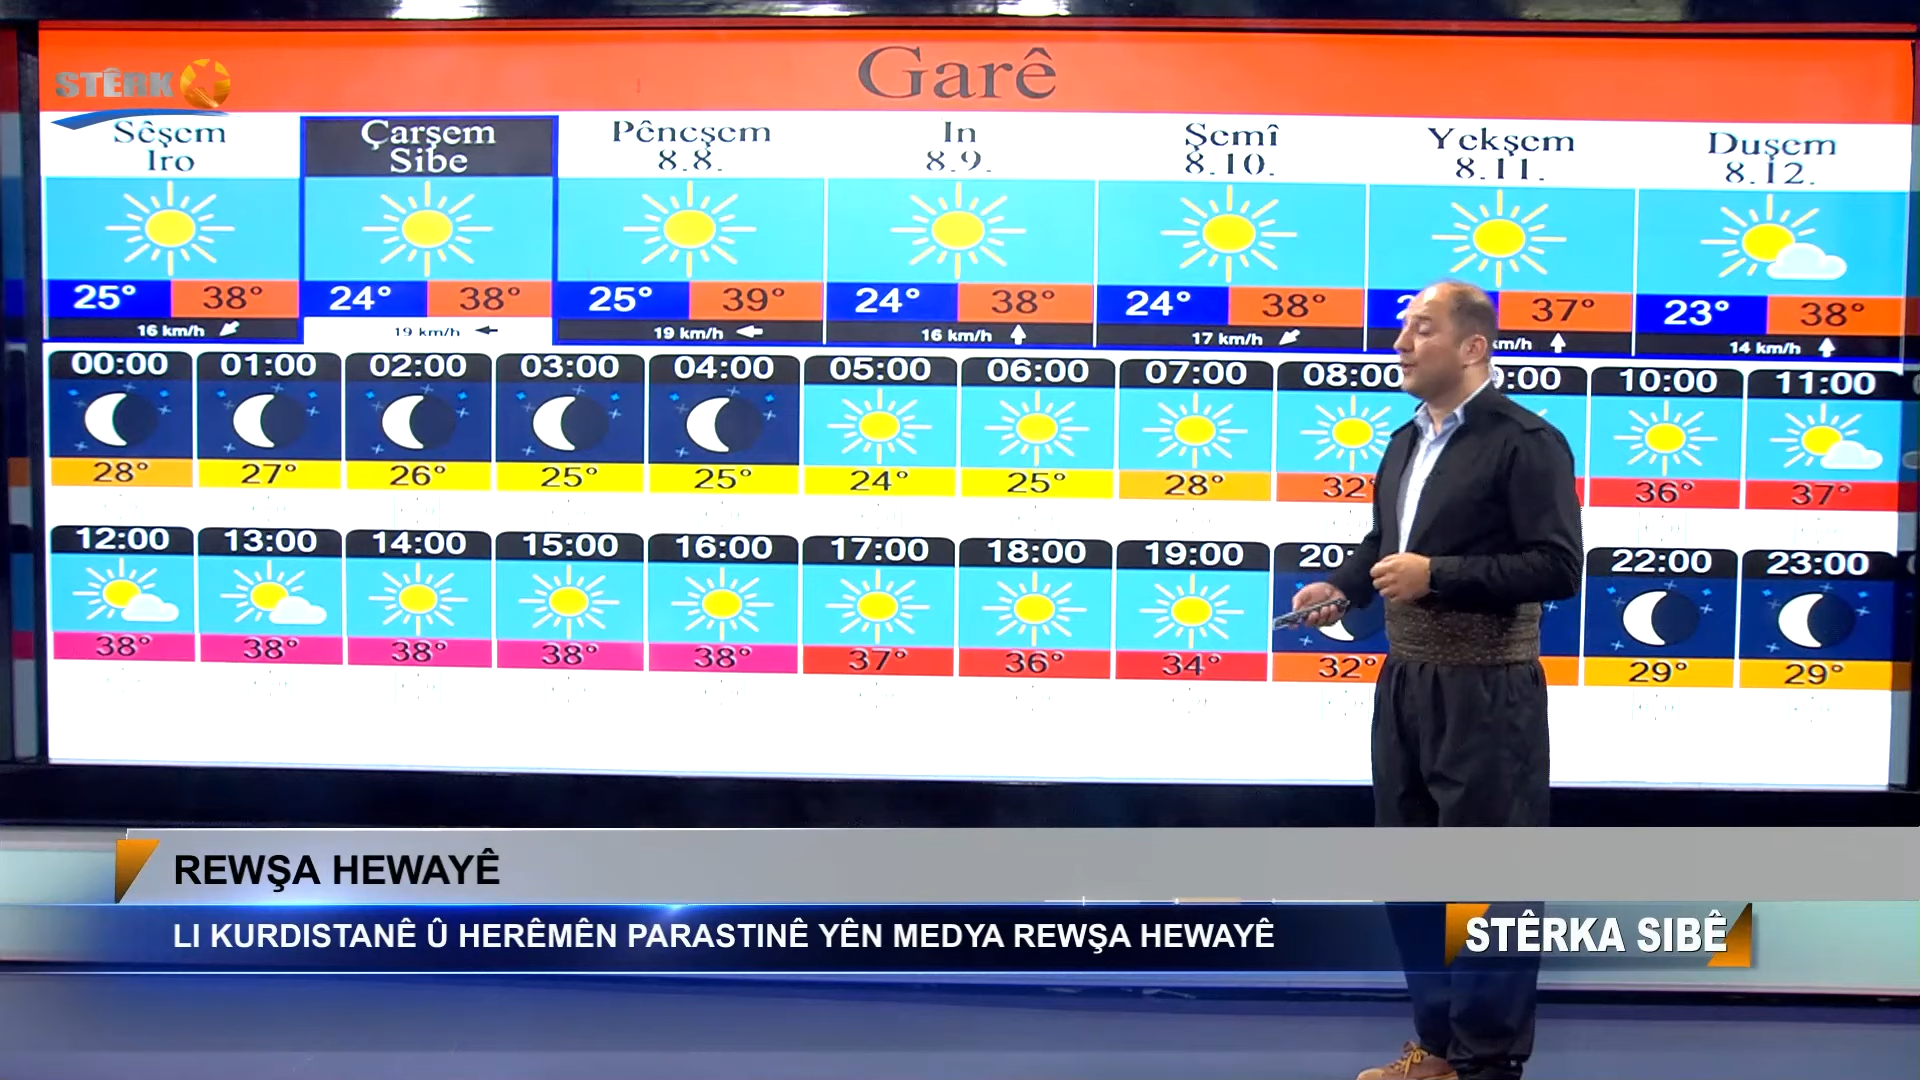 Garê
STÊRK
Sêşem Çarşem Pêncşem In Şemî Yekşem Duşem
Iro Sibe 8.8. 8.9. 8.10. 8.11. 8.12.
25° 38° 24° 38° 25° 39° 24° 38° 24° 38° 37° 23° 38°
16 km/h 19 km/h 19 km/h 16 km/h 17 km/h km/h 14 km/h
00:00 01:00 02:00 03:00 04:00 05:00 06:00 07:00 08:00 :00 10:00 11:00
28° 27° 26° 25° 25° 24° 25° 28° 32° 36° 37°
12:00 13:00 14:00 15:00 16:00 17:00 18:00 19:00 20: 22:00 23:00
38° 38° 38° 38° 38° 37° 36° 34° 32° 29° 29°
REWŞA HEWAYÊ
LI KURDISTANÊ Û HERÊMÊN PARASTINÊ YÊN MEDYA REWŞA HEWAYÊ
STÊRKA SIBÊ